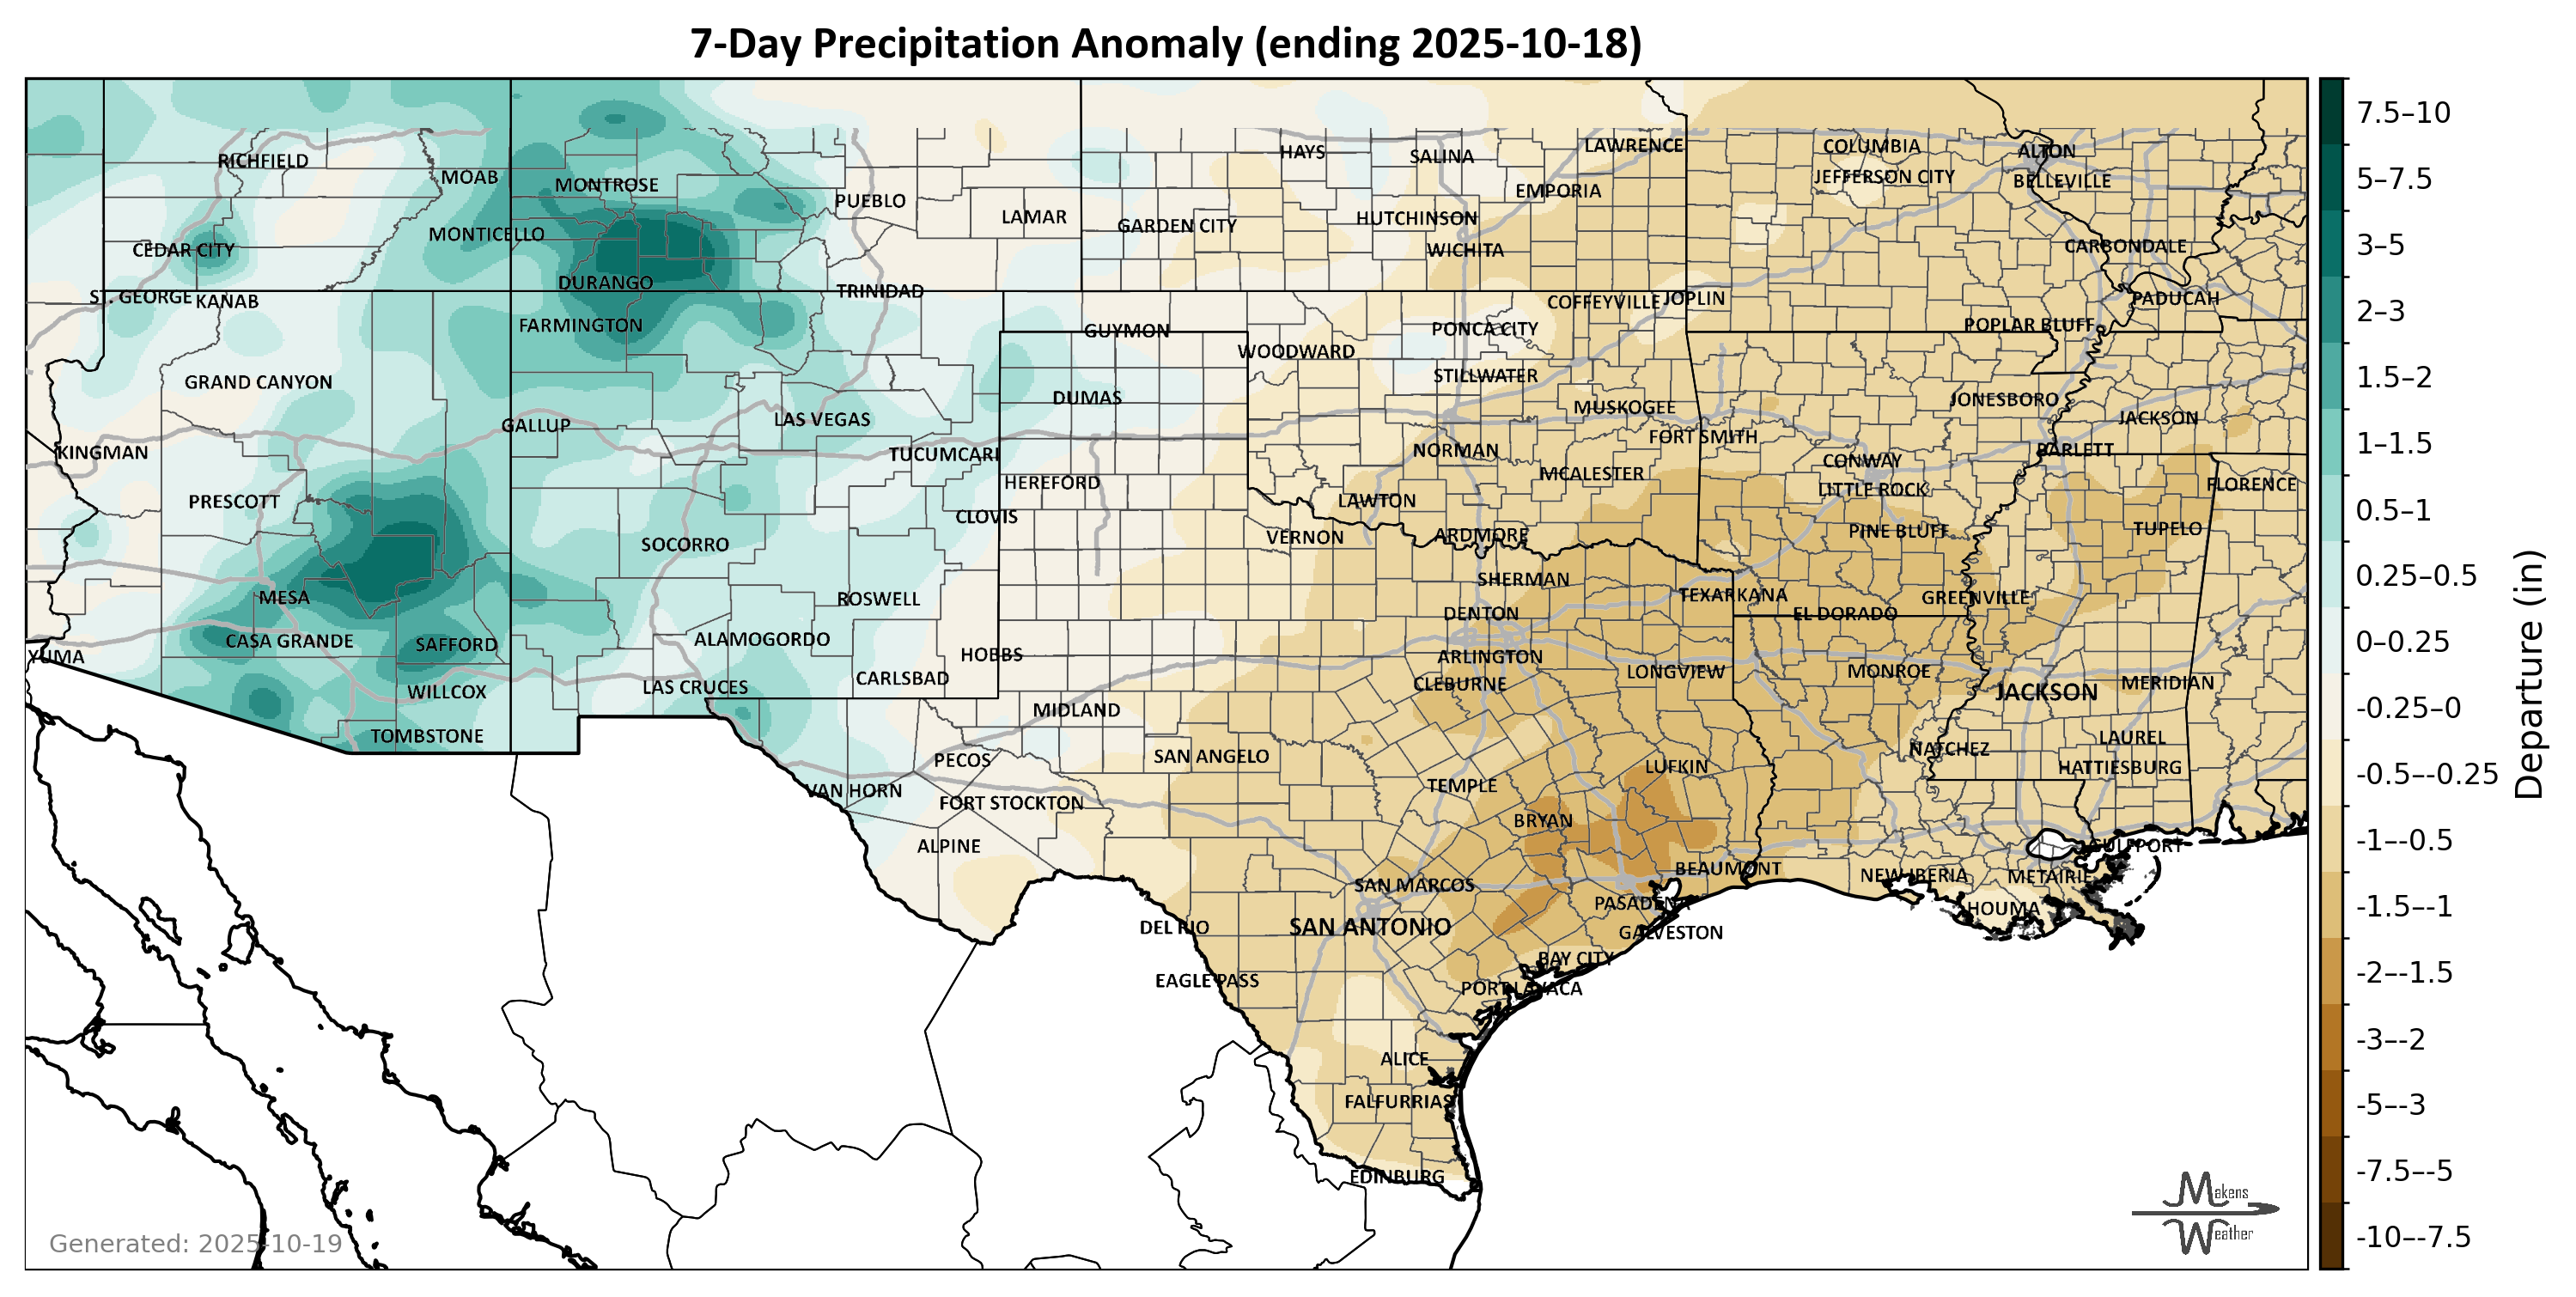 7-Day Precipitation Anomaly (ending 2025-10-18)
RICHFIELD
MOAB
MONTROSE
PUEBLO
LAMAR
HAYS
SALINA
LAWRENCE
COLUMBIA
ALTON
JEFFERSON CITY
BELLEVILLE
EMPORIA
GARDEN CITY
HUTCHINSON
CEDAR CITY
MONTICELLO
WICHITA
CARBONDALE
DURANGO
TRINIDAD
ST. GEORGE
KANAB
COFFEYVILLE
JOPLIN
PADUCAH
FARMINGTON
GUYMON
PONCA CITY
POPLAR BLUFF
WOODWARD
GRAND CANYON
STILLWATER
DUMAS
MUSKOGEE
JONESBORO
JACKSON
GALLUP
LAS VEGAS
FORT SMITH
KINGMAN
TUCUMCARI
NORMAN
BARLETT
CONWAY
MCALESTER
HEREFORD
LITTLE ROCK
FLORENCE
PRESCOTT
LAWTON
CLOVIS
PINE BLUFF
TUPELO
SOCORRO
VERNON
ARDMORE
SHERMAN
MESA
ROSWELL
TEXARKANA
GREENVILLE
DENTON
EL DORADO
CASA GRANDE
SAFFORD
ALAMOGORDO
YUMA
HOBBS
ARLINGTON
LONGVIEW
MONROE
CARLSBAD
LAS CRUCES
WILLCOX
CLEBURNE
JACKSON
MERIDIAN
MIDLAND
TOMBSTONE
LAUREL
NATCHEZ
PECOS
SAN ANGELO
LUFKIN
HATTIESBURG
VAN HORN
FORT STOCKTON
TEMPLE
BRYAN
ALPINE
GULFPORT
BEAUMONT
NEW IBERIA
METAIRIE
SAN MARCOS
PASADENA
HOUMA
DEL RIO
SAN ANTONIO
GALVESTON
BAY CITY
EAGLE PASS
PORT LAVACA
ALICE
FALFURRIAS
EDINBURG
Generated: 2025-10-19
Makens
Weather
7.5–10
5–7.5
3–5
2–3
1.5–2
1–1.5
0.5–1
0.25–0.5
0–0.25
-0.25–0
-0.5–-0.25
-1–-0.5
-1.5–-1
-2–-1.5
-3–-2
-5–-3
-7.5–-5
-10–-7.5
Departure (in)